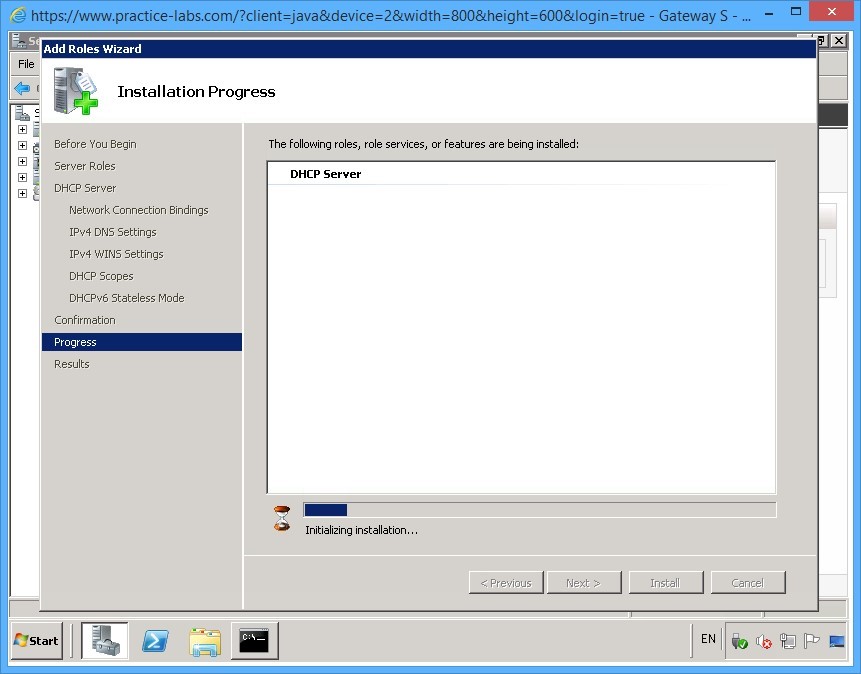 https://www.practice-labs.com/?client=java&device=2&width=800&height=600&login=true - Gateway S - ...
Add Roles Wizard
File
Installation Progress
Before You Begin
Server Roles
DHCP Server
Network Connection Bindings
IPv4 DNS Settings
IPv4 WINS Settings
DHCP Scopes
DHCPv6 Stateless Mode
Confirmation
Progress
Results
The following roles, role services, or features are being installed:
DHCP Server
Initializing installation...
< Previous
Next >
Install
Cancel
Start
C:\_
EN